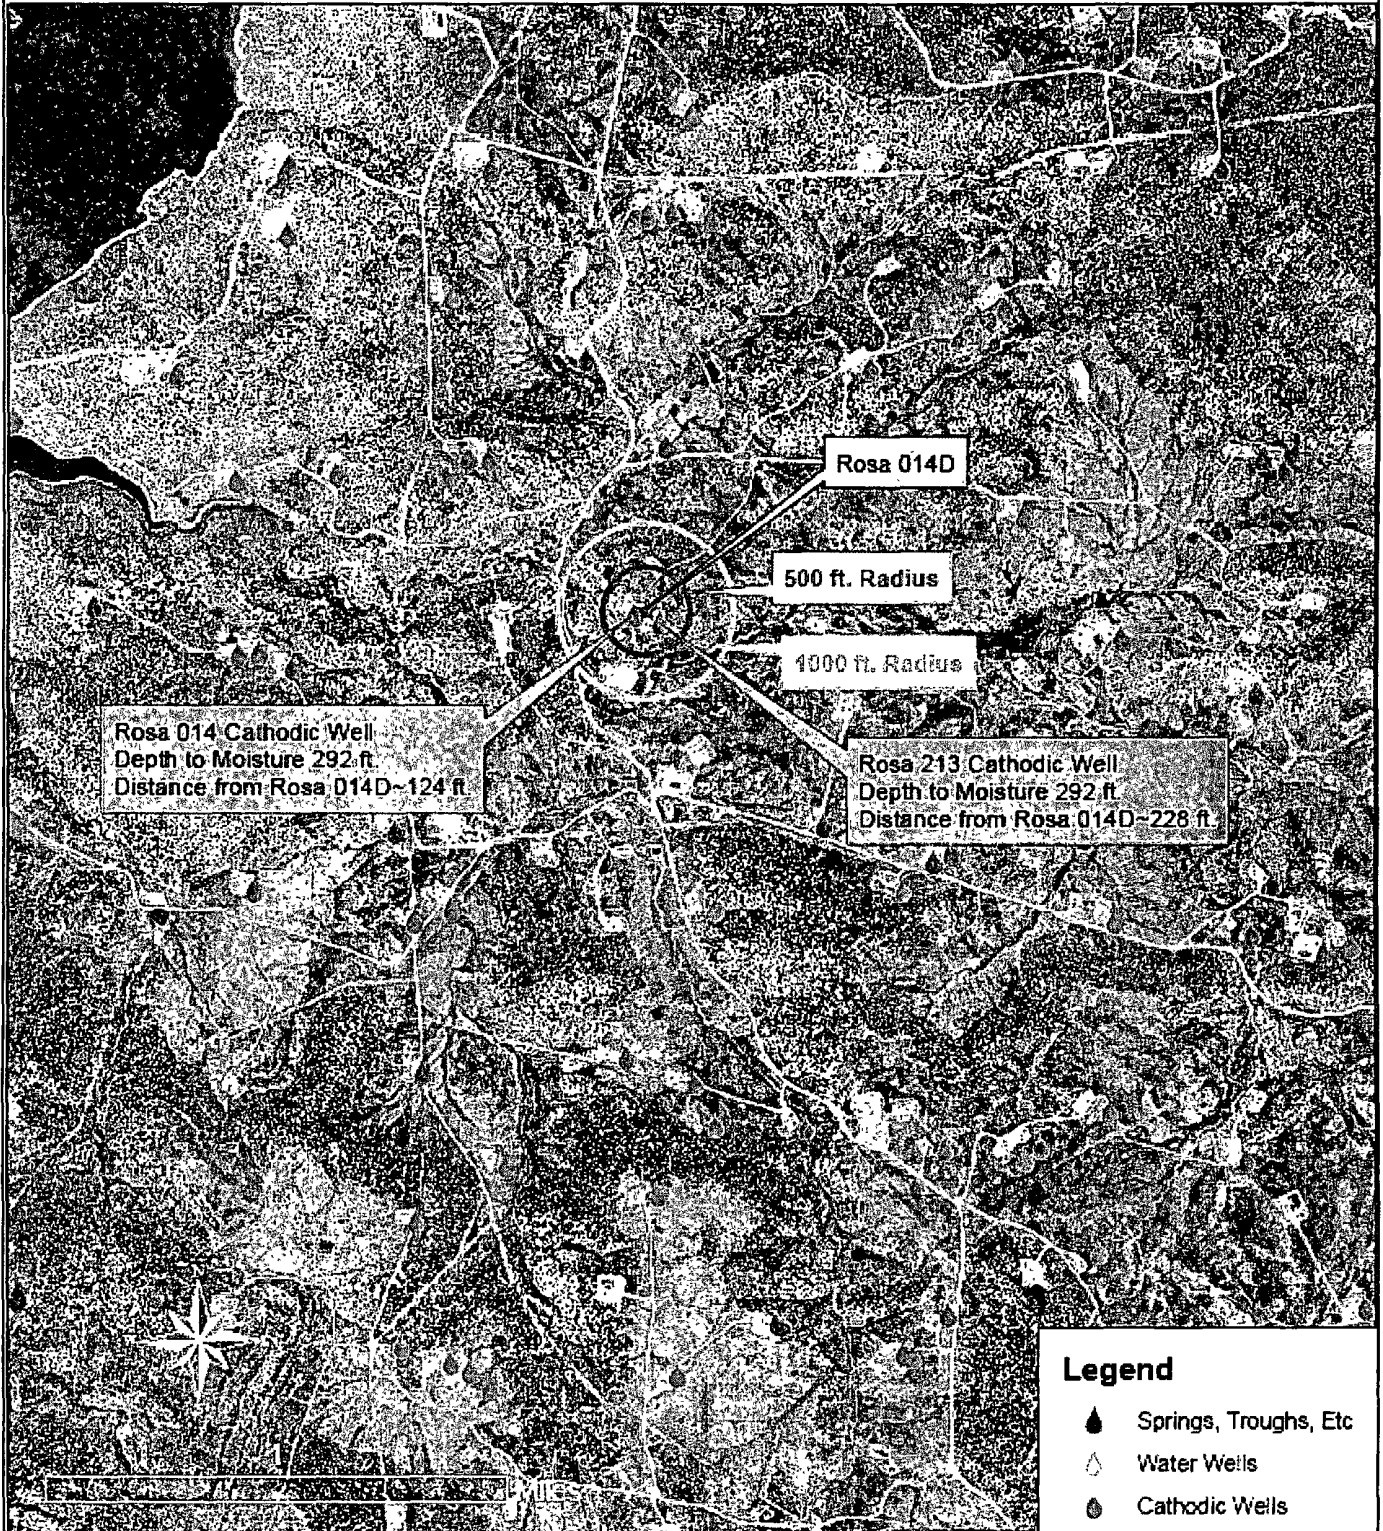 Rosa 014D
500 ft. Radius
1000 ft. Radius
Rosa 014 Cathodic Well
Depth to Moisture 292 ft.
Distance from Rosa 014D~124 ft
Rosa 213 Cathodic Well
Depth to Moisture 292 ft.
Distance from Rosa 014D~228 ft.
Legend
Springs, Troughs, Etc
Water Wells
Cathodic Wells